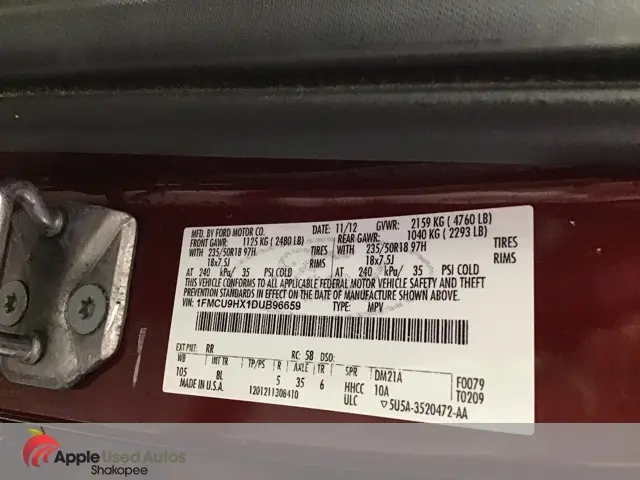 MFD. BY FORD MOTOR CO.
DATE: 11/12 GVWR: 2159 KG ( 4760 LB)
FRONT GAWR: 1125 KG ( 2480 LB) REAR GAWR: 1040 KG ( 2293 LB)
WITH 235/50R18 97H TIRES WITH 235/50R18 97H TIRES
18x7.5J RIMS 18x7.5J RIMS
AT 240 kPa/ 35 PSI COLD AT 240 kPa/ 35 PSI COLD
THIS VEHICLE CONFORMS TO ALL APPLICABLE FEDERAL MOTOR VEHICLE SAFETY AND THEFT
PREVENTION STANDARDS IN EFFECT ON THE DATE OF MANUFACTURE SHOWN ABOVE.
VIN: 1FMCU9HX1DUB96659 TYPE: MPV
EXT PNT: RR RC: 5B DSO:
WB INT TR TP/PS R AXLE TR SPR DM21A F0079
105 BL 5 35 6 HHCC 10A T0209
MADE IN U.S.A. 1201211308410 ULC ▽5U5A-3520472-AA
Apple Used Autos
Shakopee